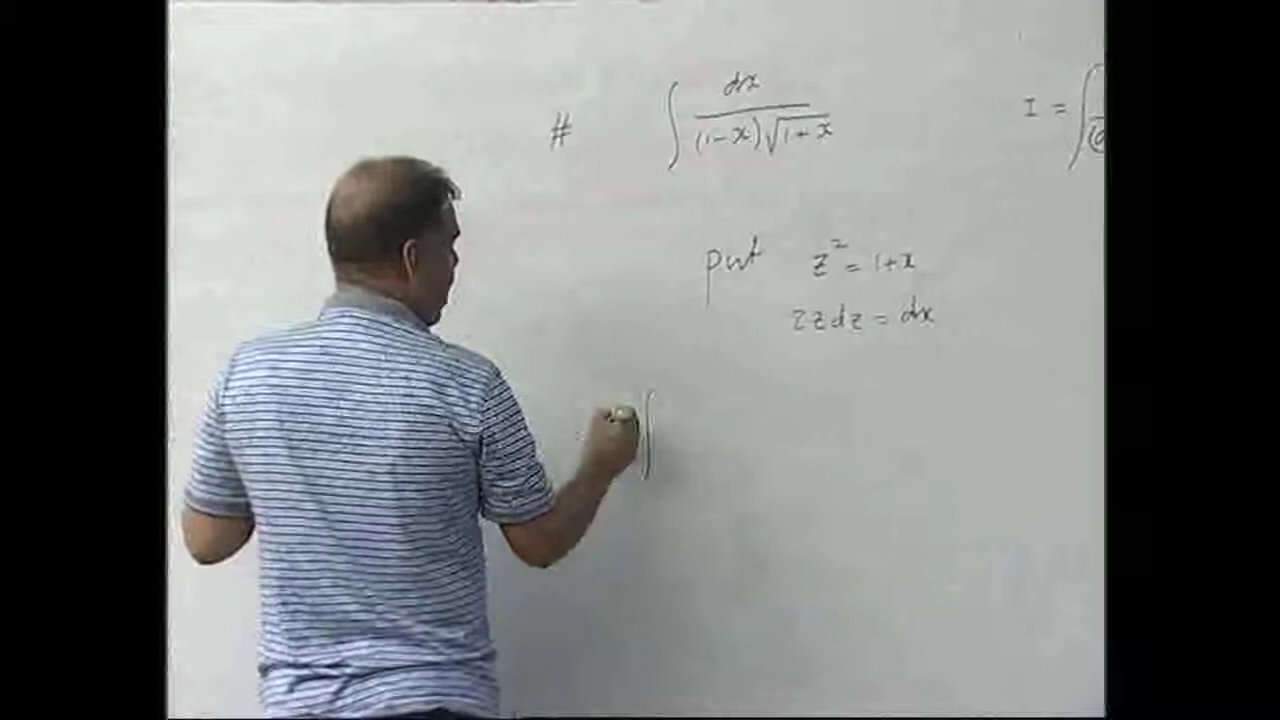 # ∫ dx / (1-x)√1+x
I = ∫
put z² = 1+x
2z dz = dx
∫